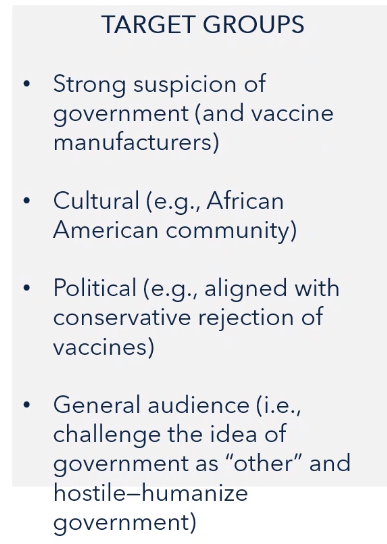 TARGET GROUPS
• Strong suspicion of
government (and vaccine
manufacturers)
• Cultural (e.g., African
American community)
• Political (e.g., aligned with
conservative rejection of
vaccines)
• General audience (i.e.,
challenge the idea of
government as “other” and
hostile—humanize
government)